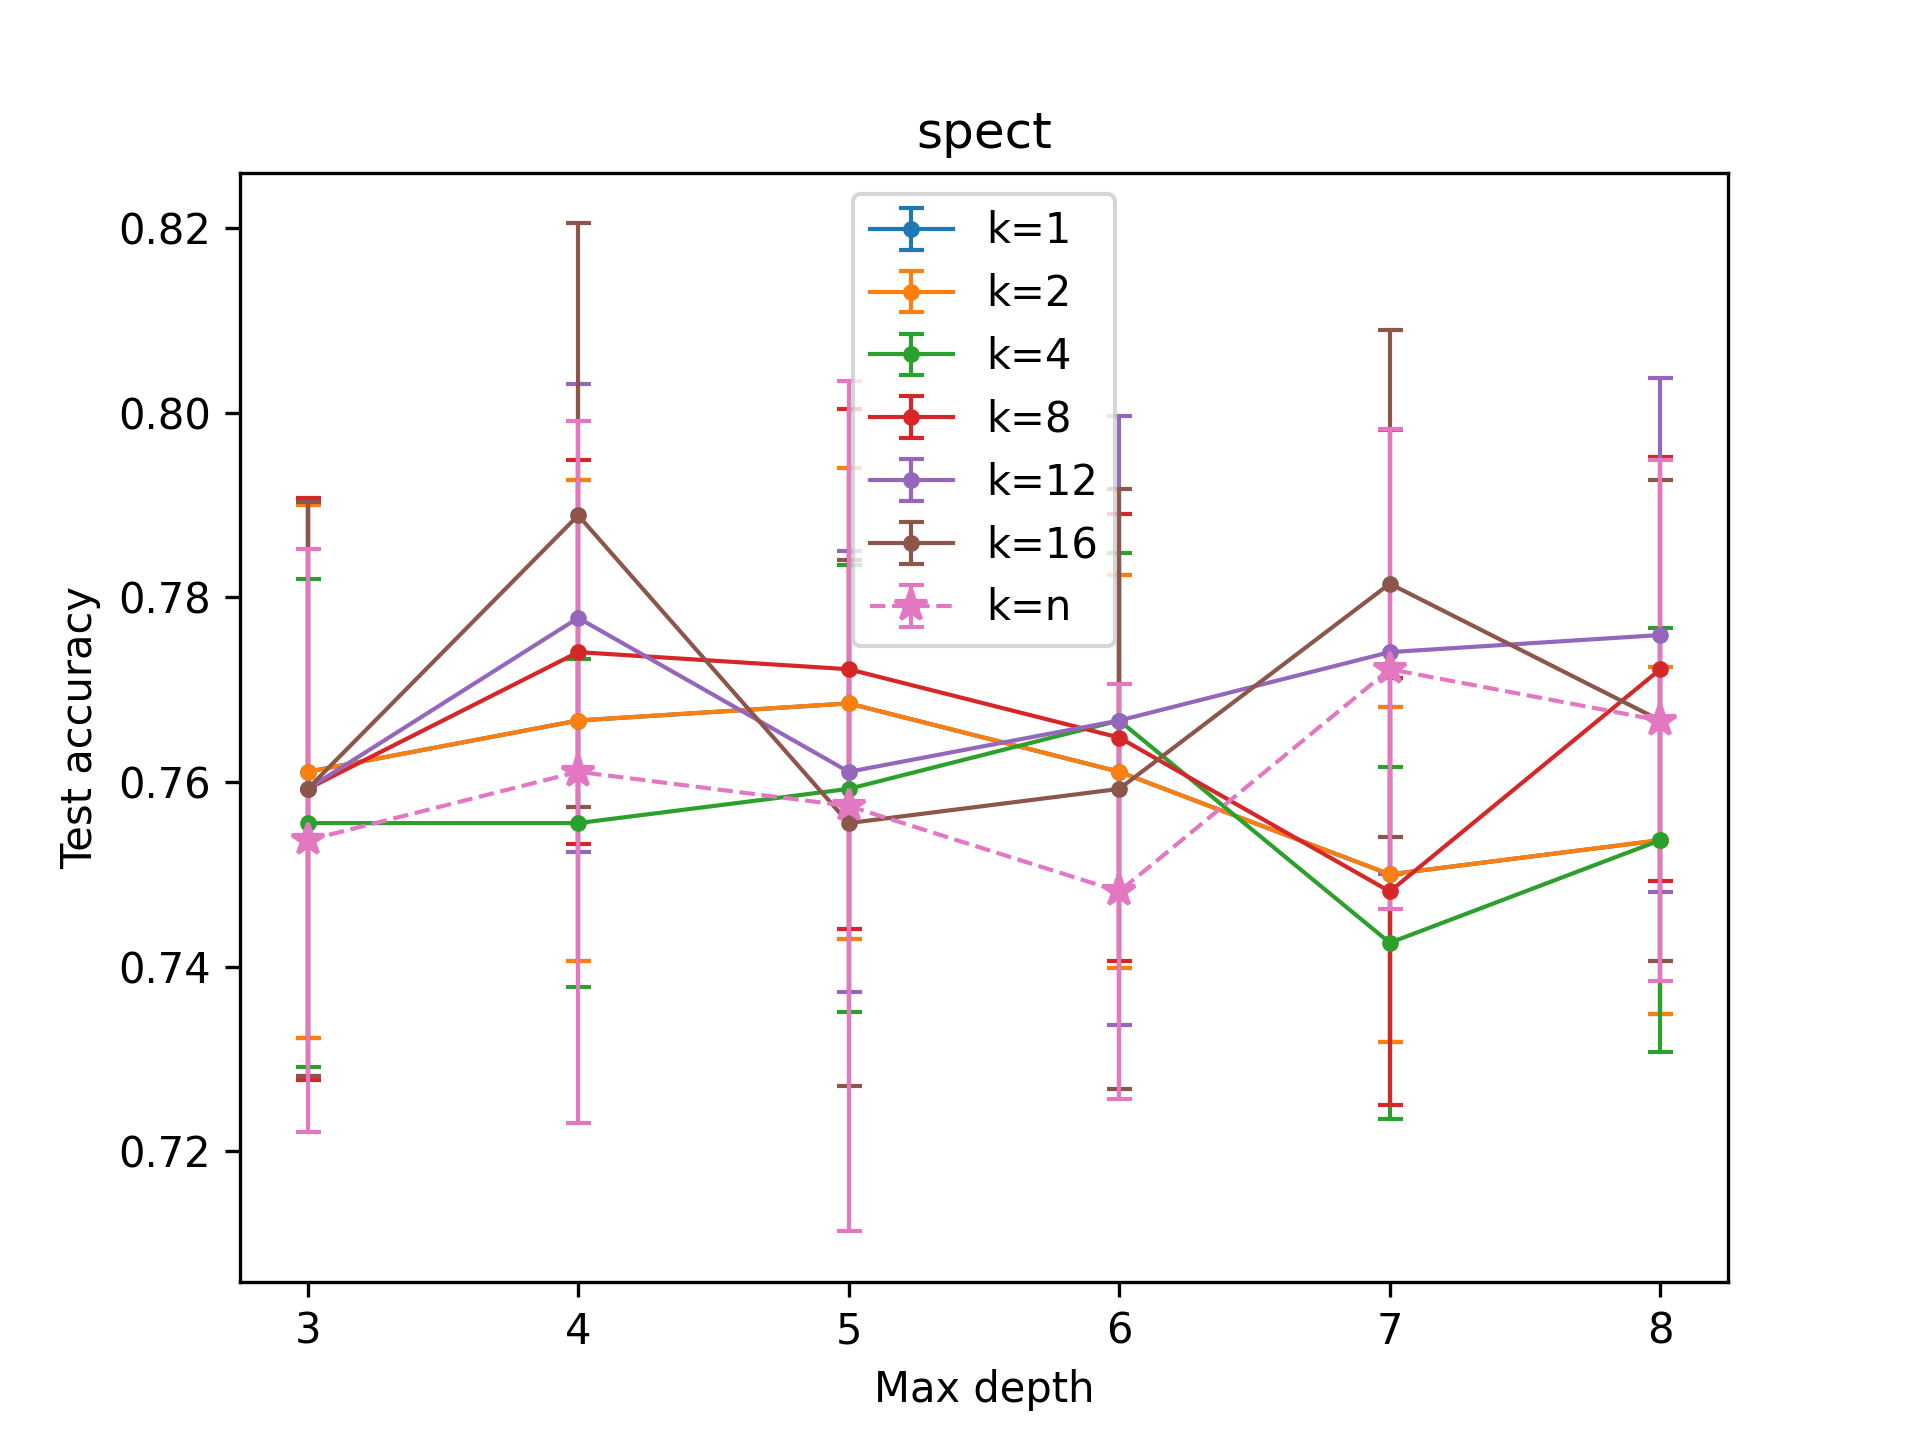 spect
0.82
0.80
0.78
0.76
0.74
0.72
Test accuracy
k=1
k=2
k=4
k=8
k=12
k=16
k=n
3 4 5 6 7 8
Max depth